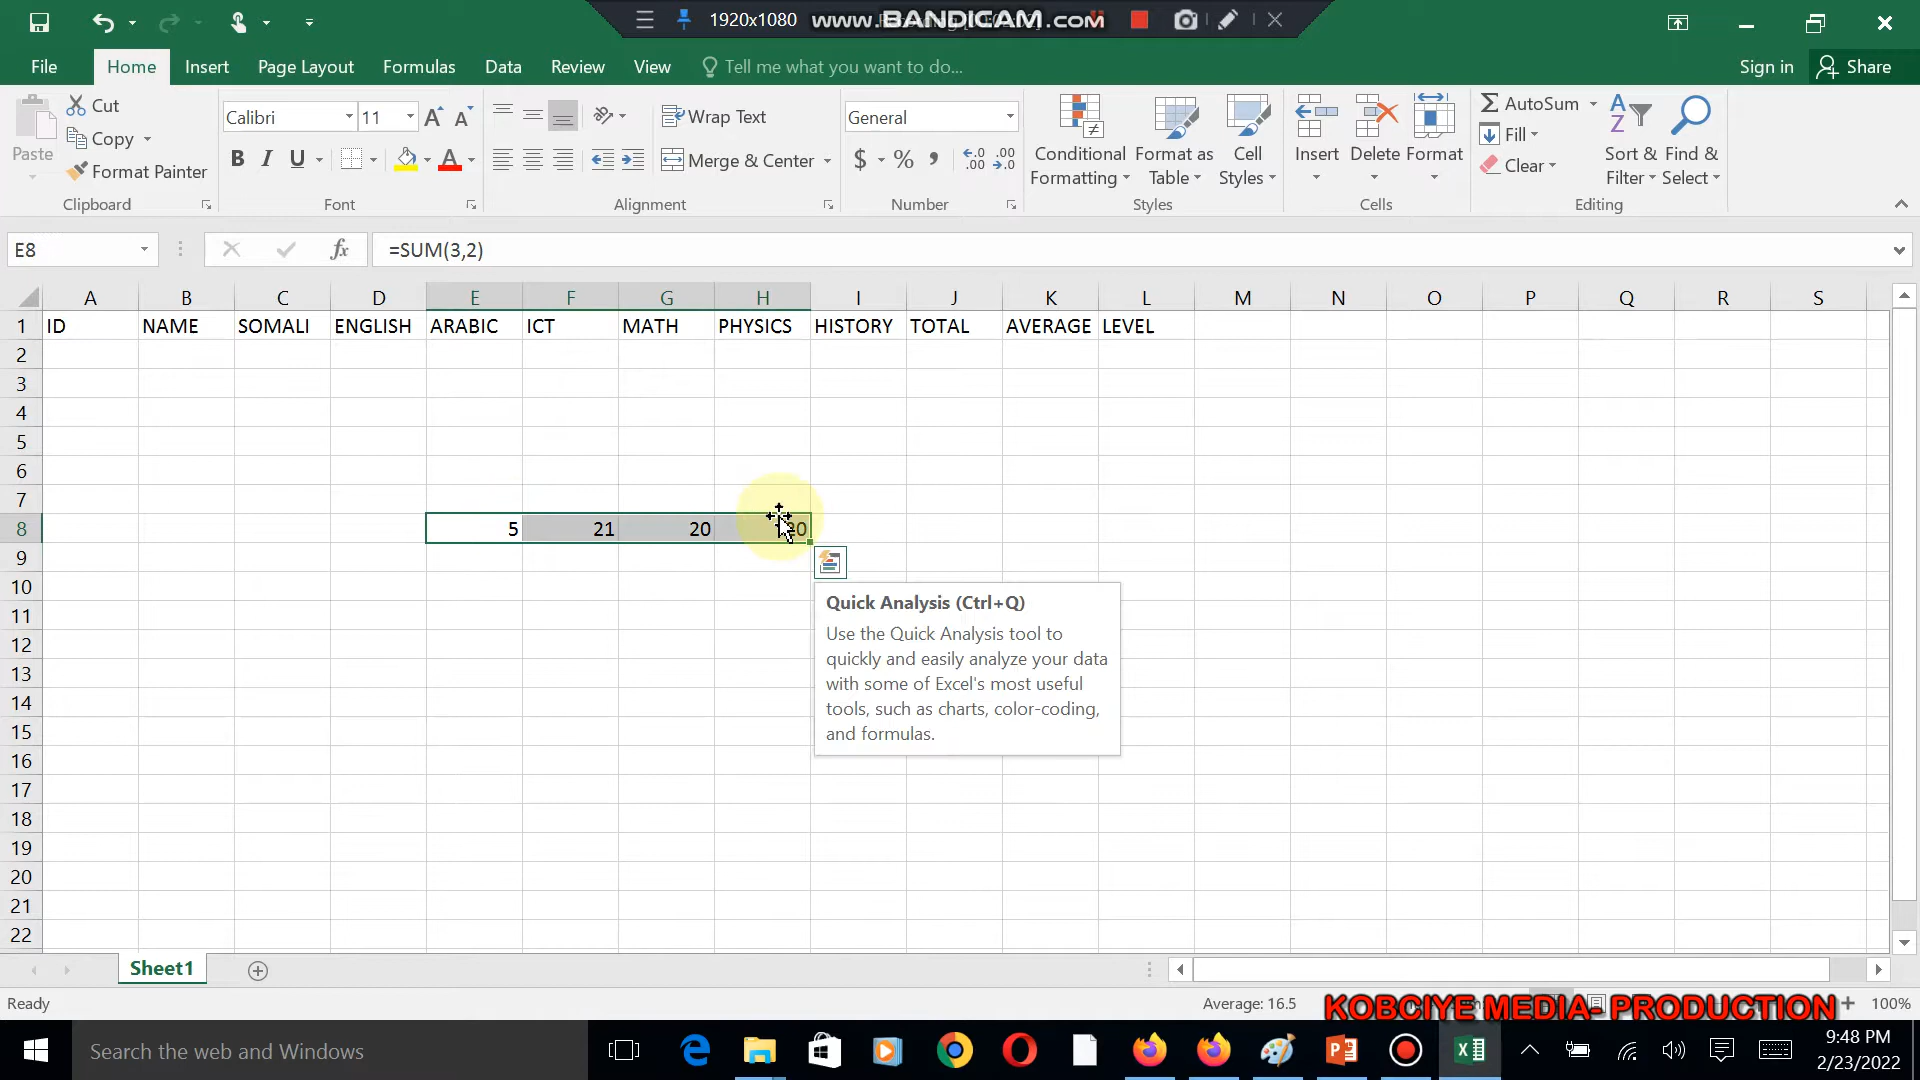 1920x1080 www.BANDICAM.com
File Home Insert Page Layout Formulas Data Review View Tell me what you want to do... Sign in Share
Paste Cut Copy Format Painter
Clipboard
Calibri 11
B I U A
Font
Wrap Text
Merge & Center
Alignment
General
$ % ,
Number
Conditional Formatting
Format as Table
Cell Styles
Styles
Insert Delete Format
Cells
AutoSum
Fill
Clear
Sort & Filter
Find & Select
Editing
E8 fx =SUM(3,2)
A B C D E F G H I J K L M N O P Q R S
1 ID NAME SOMALI ENGLISH ARABIC ICT MATH PHYSICS HISTORY TOTAL AVERAGE LEVEL
2
3
4
5
6
7
8 5 21 20
9
10
11
12
13
14
15
16
17
18
19
20
21
22
Quick Analysis (Ctrl+Q)
Use the Quick Analysis tool to
quickly and easily analyze your data
with some of Excel's most useful
tools, such as charts, color-coding,
and formulas.
Sheet1
Ready Average: 16.5 100%
KOBCIYE MEDIA- PRODUCTION
Search the web and Windows
9:48 PM
2/23/2022